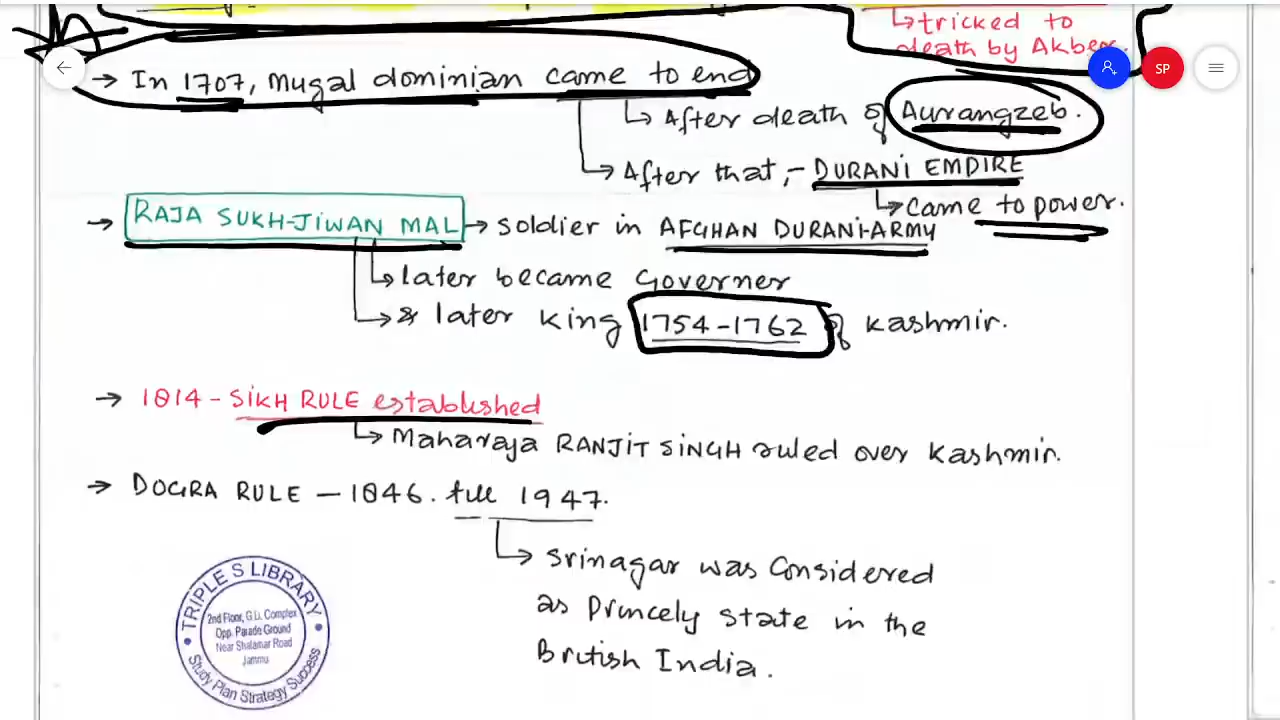 ↳ tricked to
death by Akber.
SP
→ In 1707, Mugal dominian came to end
↳ After death of Aurangzeb.
↳ After that,- DURANI EMPIRE
↳ came to power.
→ RAJA SUKH-JIWAN MAL → soldier in AFGHAN DURANI-ARMY
↳ later became Governer
↳ & later king 1754-1762 of kashmir.
→ 1814 - SIKH RULE established
↳ Maharaja RANJIT SINGH ruled over kashmir.
→ DOGRA RULE - 1846. till 1947.
↳ Srinagar was Considered
as Princely state in the
British India.
TRIPLE S LIBRARY
2nd Floor, G.D. Complex
Opp. Parade Ground
Near Shalamar Road
Jammu
Study Plan Strategy Success